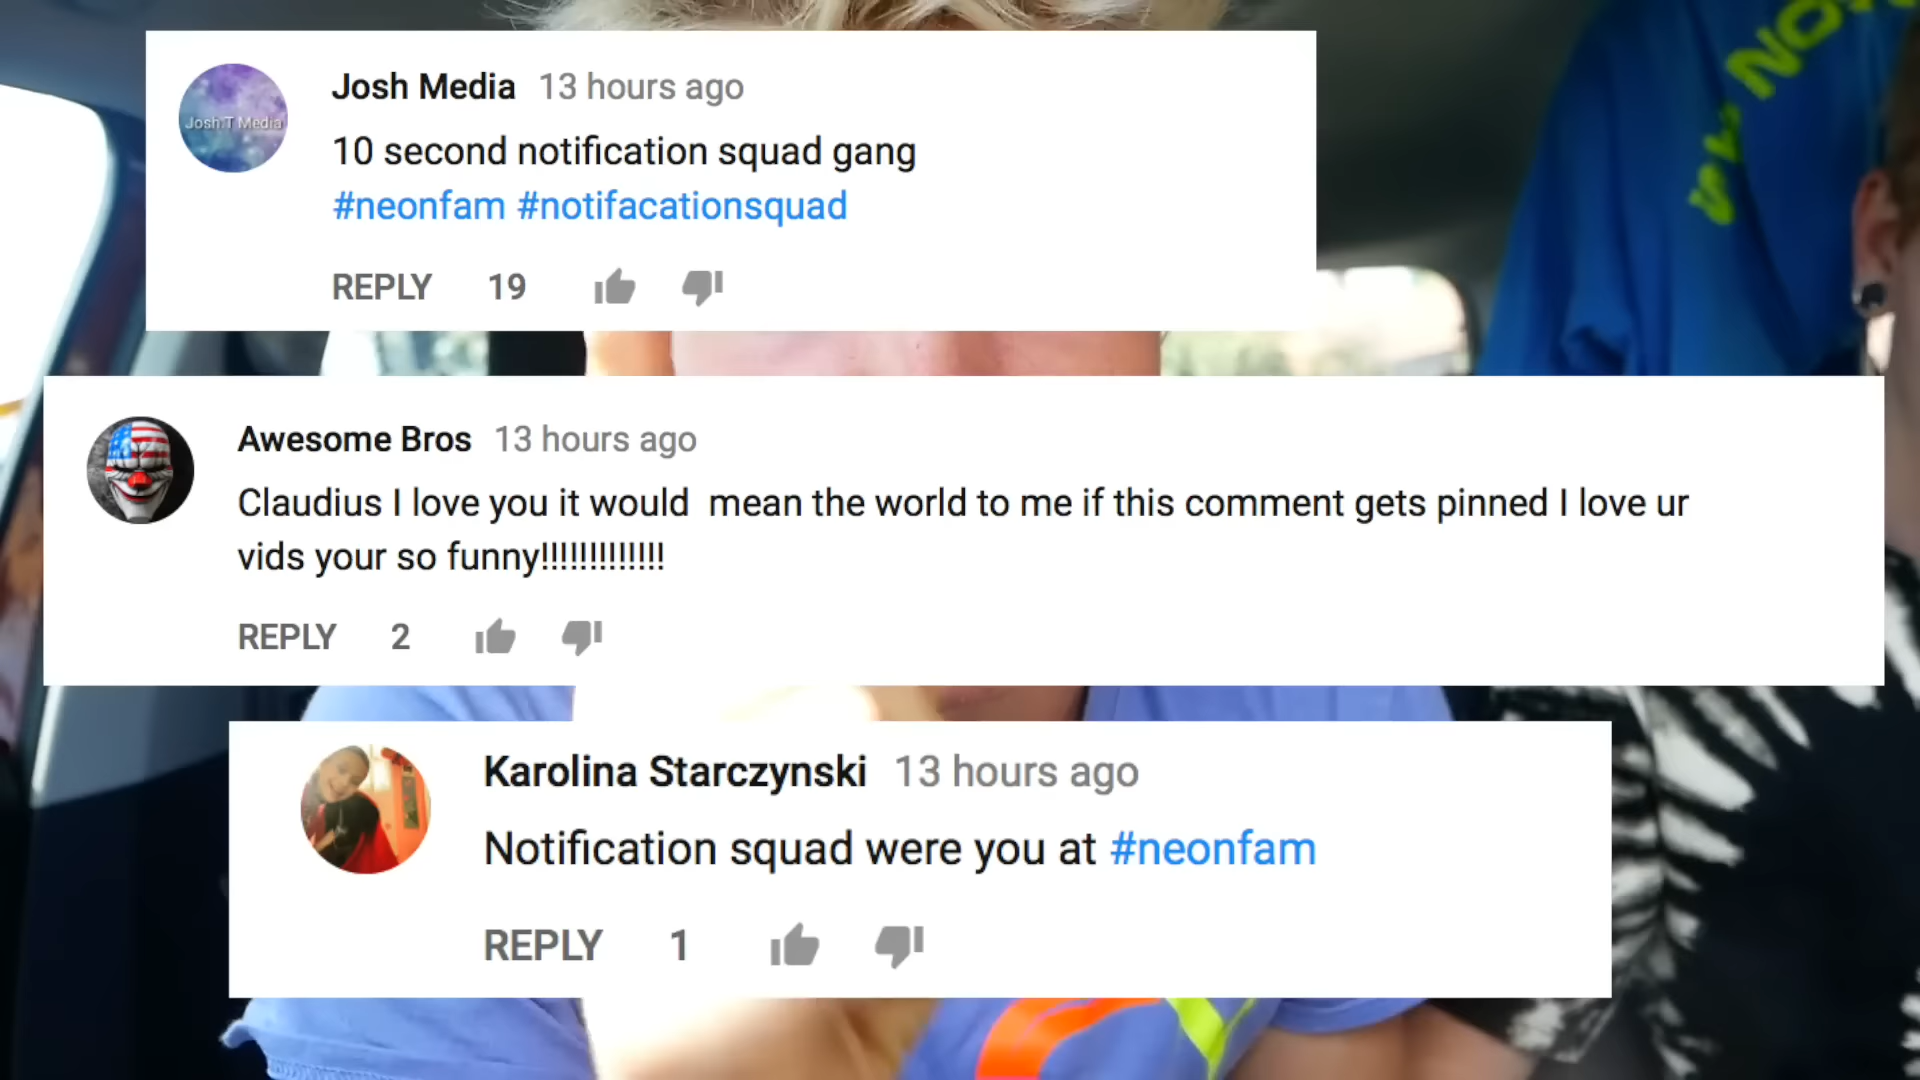 Josh T Media
Josh Media 13 hours ago
10 second notification squad gang
#neonfam #notifacationsquad
REPLY 19
Awesome Bros 13 hours ago
Claudius I love you it would  mean the world to me if this comment gets pinned I love ur
vids your so funny!!!!!!!!!!!!!
REPLY 2
Karolina Starczynski 13 hours ago
Notification squad were you at #neonfam
REPLY 1